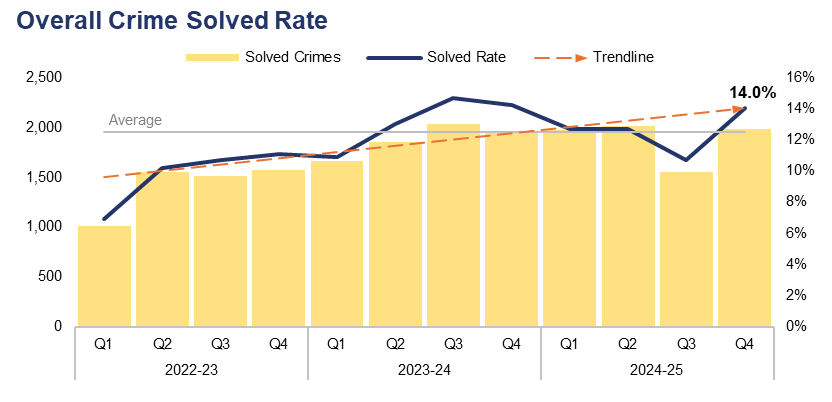 Overall Crime Solved Rate
Solved Crimes Solved Rate Trendline
2,500 16%
14.0% 14%
Average
2,000 12%
1,500 10%
8%
1,000 6%
500 4%
2%
0 0%
Q1 Q2 Q3 Q4 Q1 Q2 Q3 Q4 Q1 Q2 Q3 Q4
2022-23 2023-24 2024-25